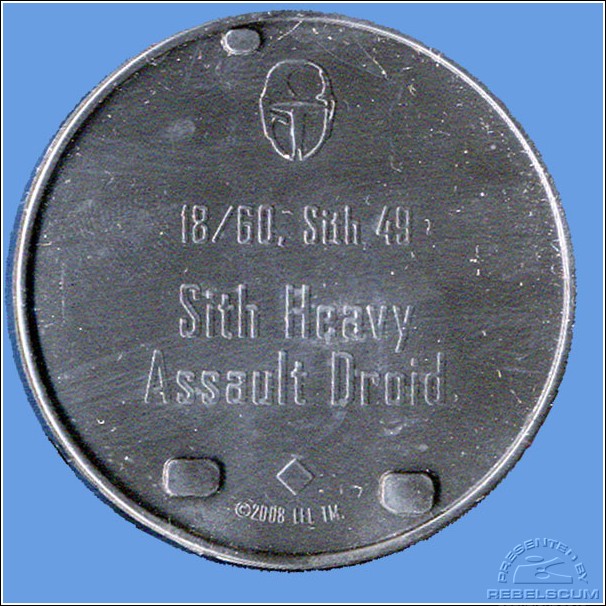 18/60, Sith 49
Sith Heavy
Assault Droid
©2008 LFL TM.
PRESENTED BY
REBELSCUM